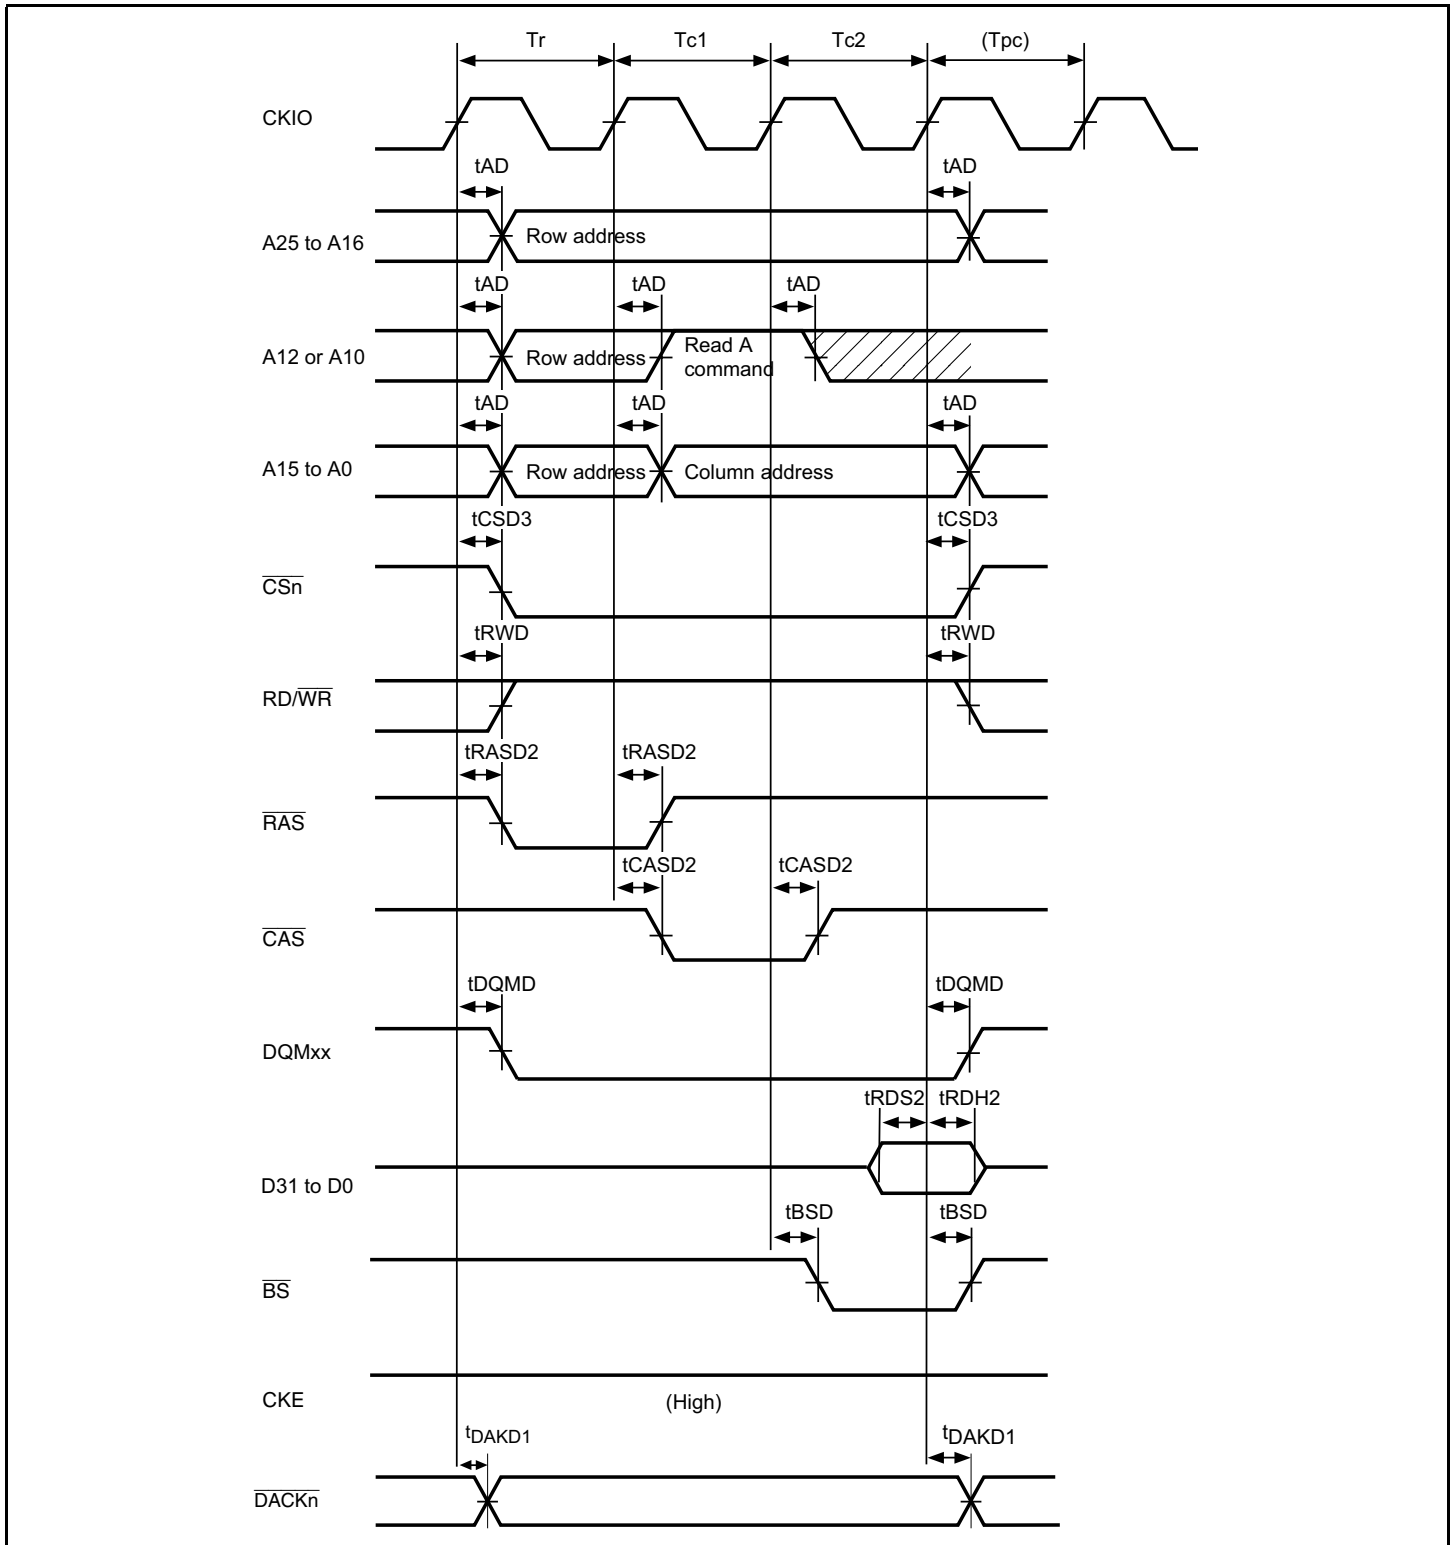 Tr Tc1 Tc2 (Tpc)
CKIO
tAD tAD
A25 to A16 Row address
tAD tAD tAD
A12 or A10 Row address Read A command
tAD tAD tAD
A15 to A0 Row address Column address
tCSD3 tCSD3
CSn
tRWD tRWD
RD/WR
tRASD2 tRASD2
RAS
tCASD2 tCASD2
CAS
tDQMD tDQMD
DQMxx
tRDS2 tRDH2
D31 to D0
tBSD tBSD
BS
CKE (High)
tDAKD1 tDAKD1
DACKn